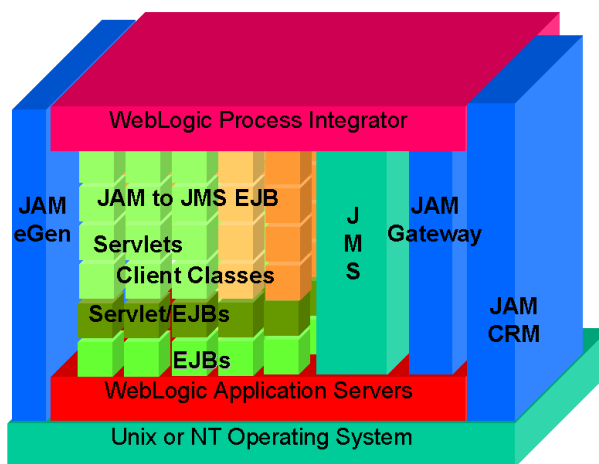 WebLogic Process Integrator
JAM
eGen
JAM to JMS EJB
Servlets
Client Classes
Servlet/EJBs
EJBs
J
M
S
JAM
Gateway
JAM
CRM
WebLogic Application Servers
Unix or NT Operating System